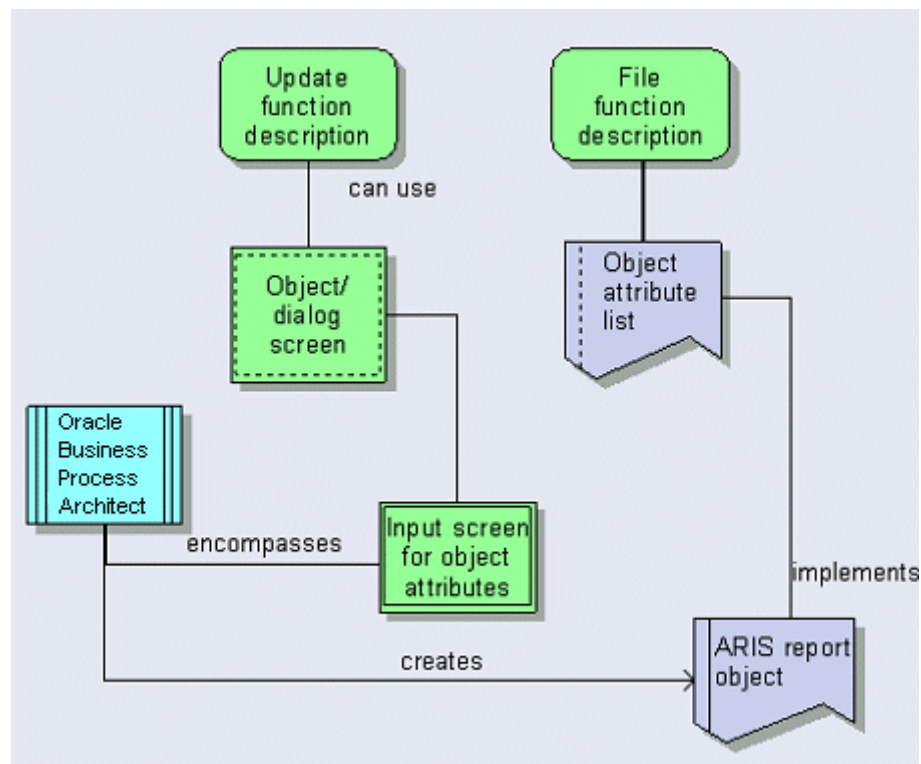 Update
function
description
File
function
description
can use
Object/
dialog
screen
Object
attribute
list
Oracle
Business
Process
Architect
encompasses
Input screen
for object
attributes
implements
creates
ARIS report
object